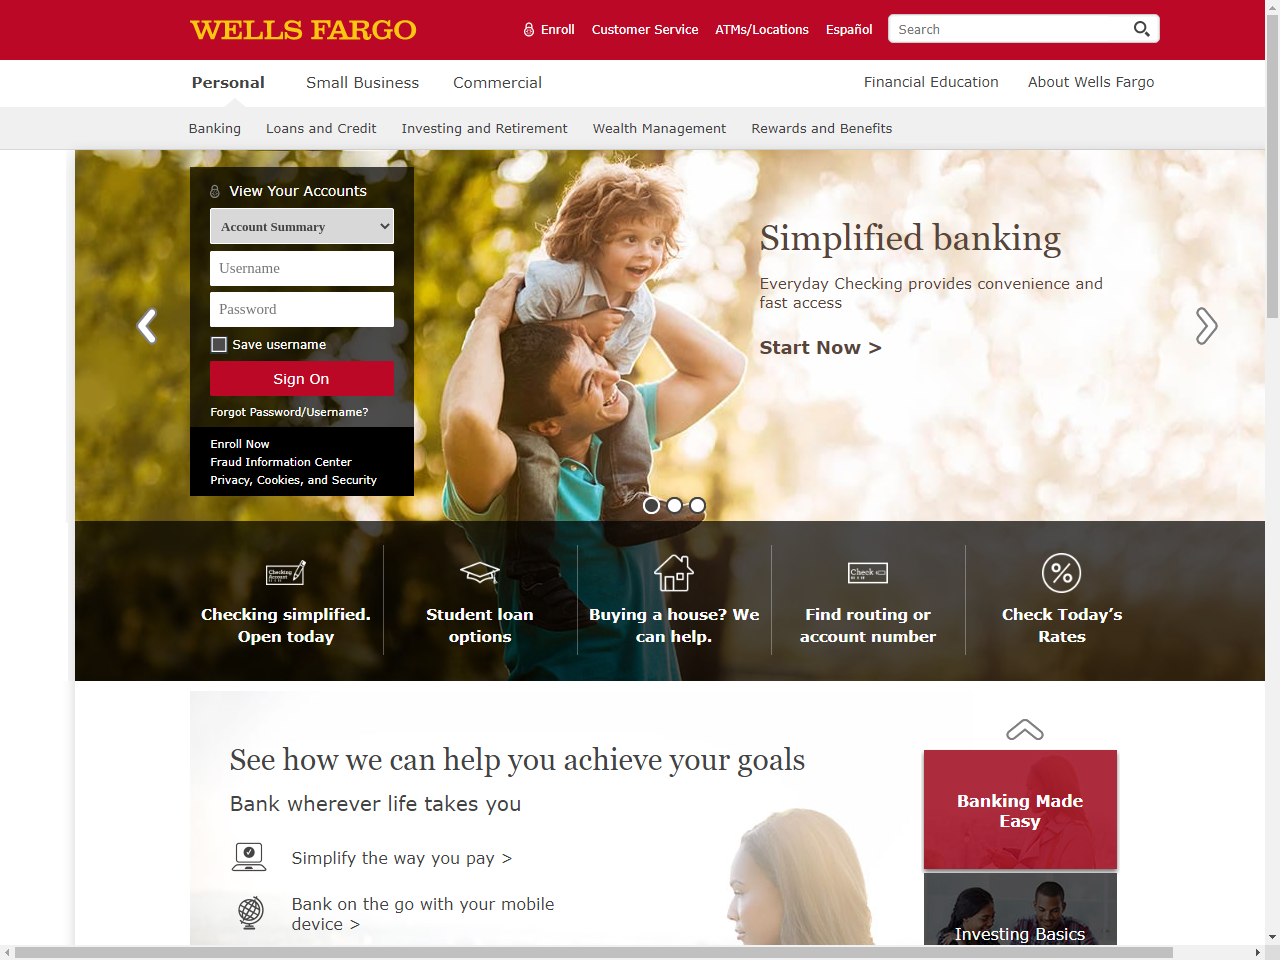 WELLS FARGO
Enroll Customer Service ATMs/Locations Español Search
Personal Small Business Commercial Financial Education About Wells Fargo
Banking Loans and Credit Investing and Retirement Wealth Management Rewards and Benefits
View Your Accounts
Account Summary
Username
Password
Save username
Sign On
Forgot Password/Username?
Enroll Now
Fraud Information Center
Privacy, Cookies, and Security
Simplified banking
Everyday Checking provides convenience and
fast access
Start Now >
Checking
Account
Checking simplified.
Open today
Student loan
options
Buying a house? We
can help.
Check
Find routing or
account number
%
Check Today’s
Rates
See how we can help you achieve your goals
Bank wherever life takes you
Simplify the way you pay >
Bank on the go with your mobile
device >
Banking Made
Easy
Investing Basics